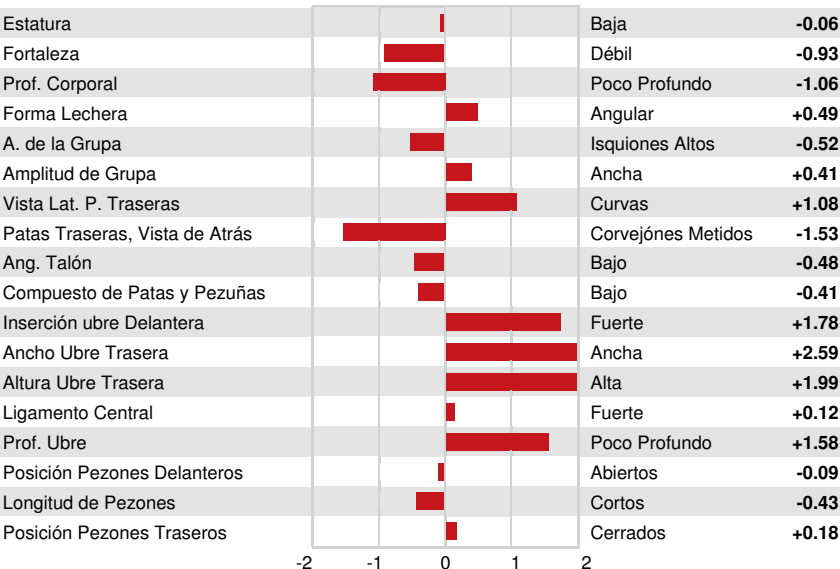 Estatura Baja -0.06
Fortaleza Débil -0.93
Prof. Corporal Poco Profundo -1.06
Forma Lechera Angular +0.49
A. de la Grupa Isquiones Altos -0.52
Amplitud de Grupa Ancha +0.41
Vista Lat. P. Traseras Curvas +1.08
Patas Traseras, Vista de Atrás Corvejónes Metidos -1.53
Ang. Talón Bajo -0.48
Compuesto de Patas y Pezuñas Bajo -0.41
Inserción ubre Delantera Fuerte +1.78
Ancho Ubre Trasera Ancha +2.59
Altura Ubre Trasera Alta +1.99
Ligamento Central Fuerte +0.12
Prof. Ubre Poco Profundo +1.58
Posición Pezones Delanteros Abiertos -0.09
Longitud de Pezones Cortos -0.43
Posición Pezones Traseros Cerrados +0.18
-2 -1 0 1 2